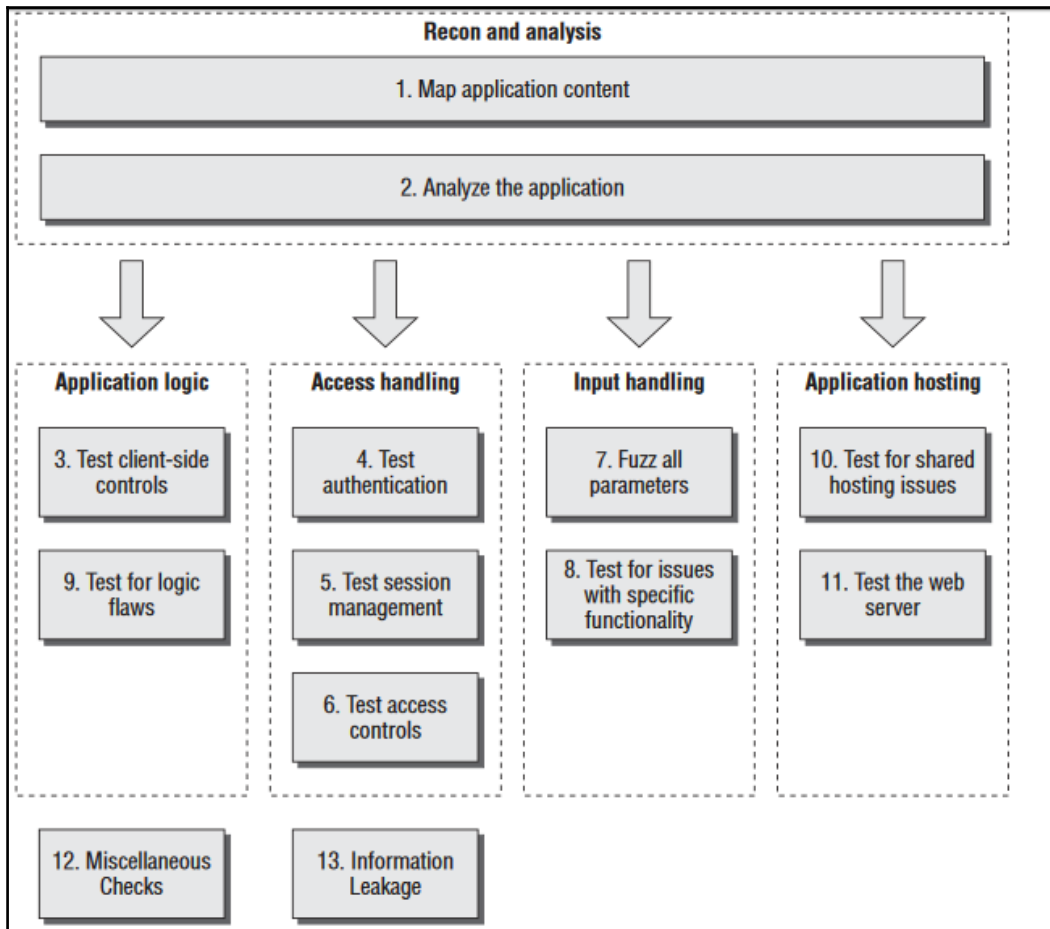 Recon and analysis
1. Map application content
2. Analyze the application
Application logic
3. Test client-side
controls
9. Test for logic
flaws
Access handling
4. Test
authentication
5. Test session
management
6. Test access
controls
Input handling
7. Fuzz all
parameters
8. Test for issues
with specific
functionality
Application hosting
10. Test for shared
hosting issues
11. Test the web
server
12. Miscellaneous
Checks
13. Information
Leakage